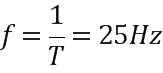 f = 1/T = 25Hz